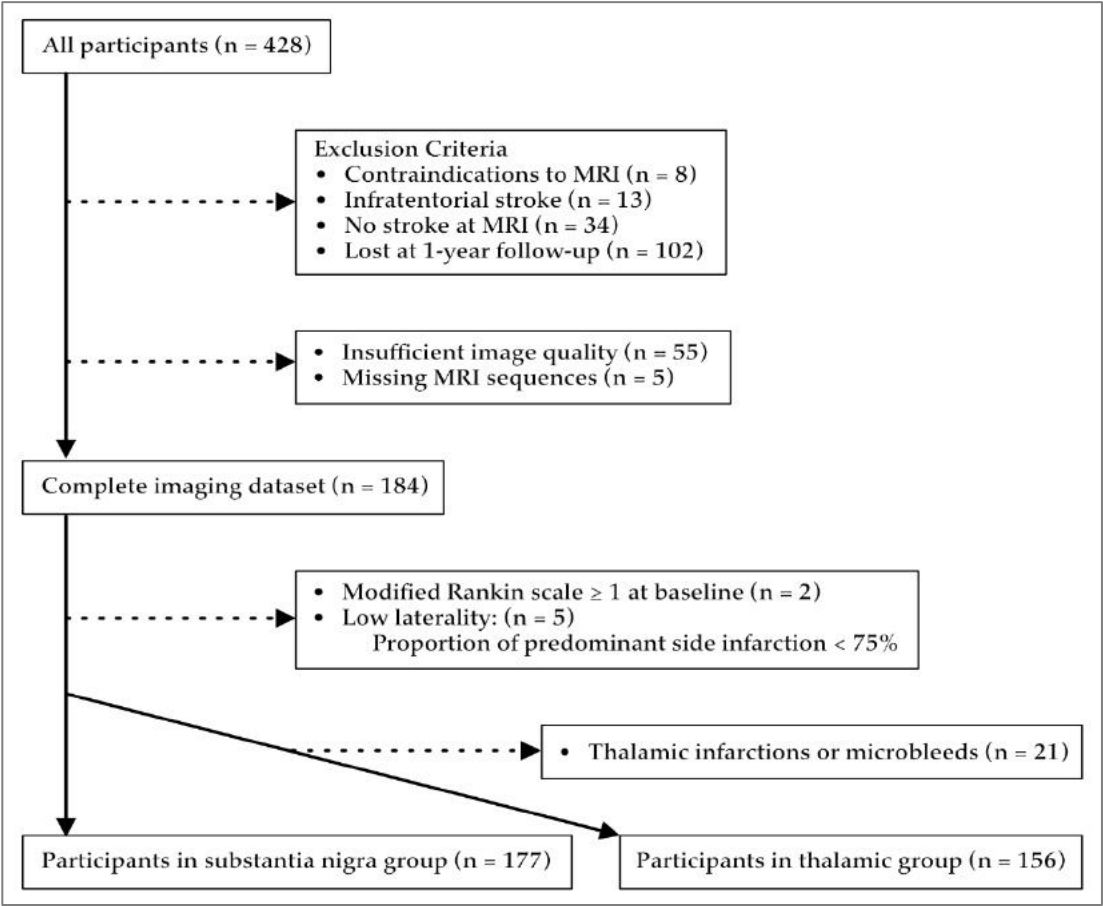 All participants (n = 428)
Exclusion Criteria
• Contraindications to MRI (n = 8)
• Infratentorial stroke (n = 13)
• No stroke at MRI (n = 34)
• Lost at 1-year follow-up (n = 102)
• Insufficient image quality (n = 55)
• Missing MRI sequences (n = 5)
Complete imaging dataset (n = 184)
• Modified Rankin scale ≥ 1 at baseline (n = 2)
• Low laterality: (n = 5)
Proportion of predominant side infarction < 75%
• Thalamic infarctions or microbleeds (n = 21)
Participants in substantia nigra group (n = 177)
Participants in thalamic group (n = 156)